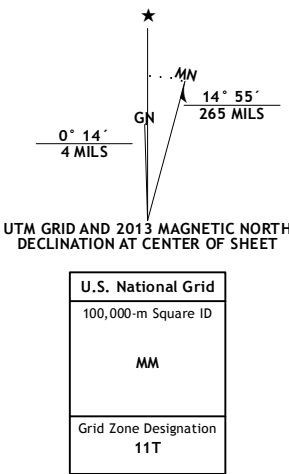 ★
MN
GN
14° 55´
265 MILS
0° 14´
4 MILS
UTM GRID AND 2013 MAGNETIC NORTH
DECLINATION AT CENTER OF SHEET
U.S. National Grid
100,000-m Square ID
MM
Grid Zone Designation
11T